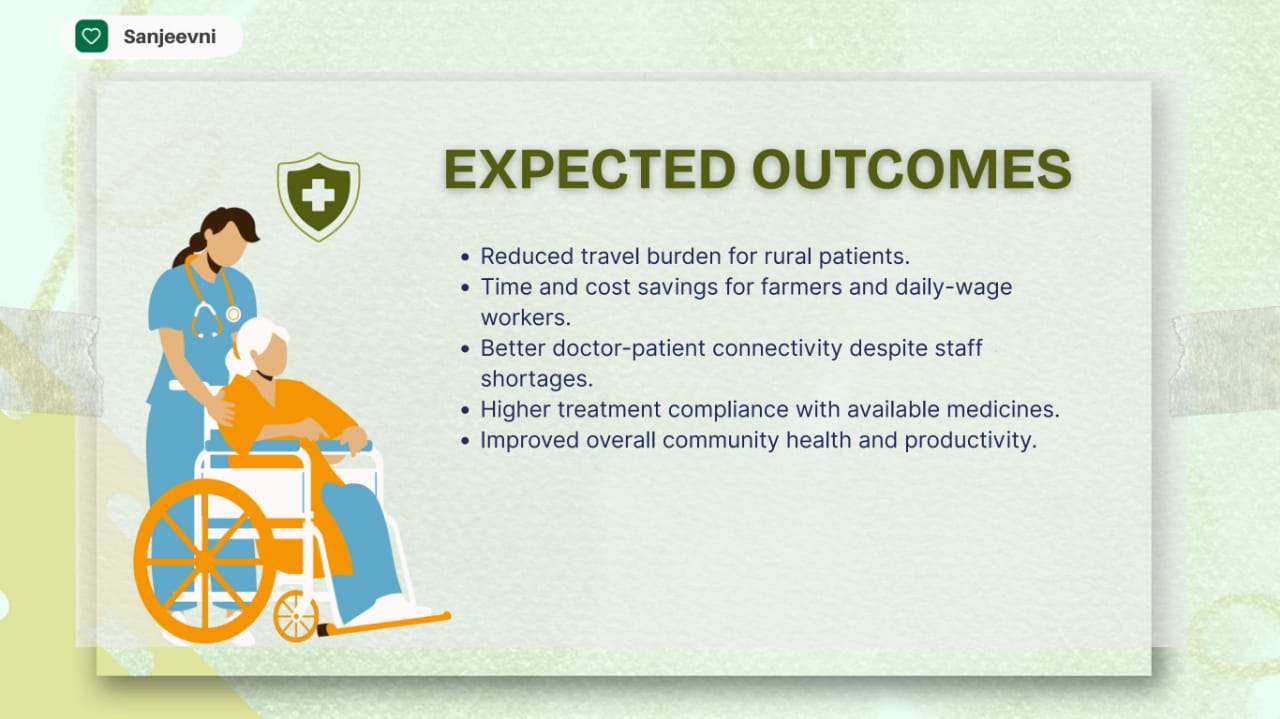 Sanjeevni
EXPECTED OUTCOMES
• Reduced travel burden for rural patients.
• Time and cost savings for farmers and daily-wage
workers.
• Better doctor-patient connectivity despite staff
shortages.
• Higher treatment compliance with available medicines.
• Improved overall community health and productivity.